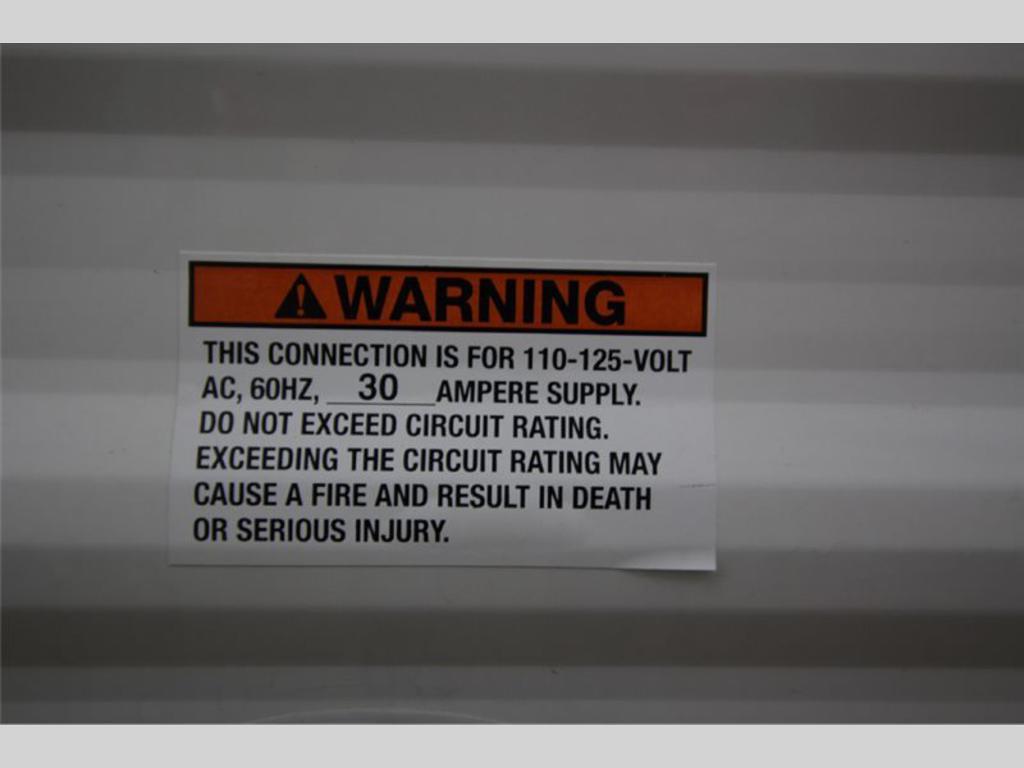 WARNING
THIS CONNECTION IS FOR 110-125-VOLT
AC, 60HZ, 30 AMPERE SUPPLY.
DO NOT EXCEED CIRCUIT RATING.
EXCEEDING THE CIRCUIT RATING MAY
CAUSE A FIRE AND RESULT IN DEATH
OR SERIOUS INJURY.